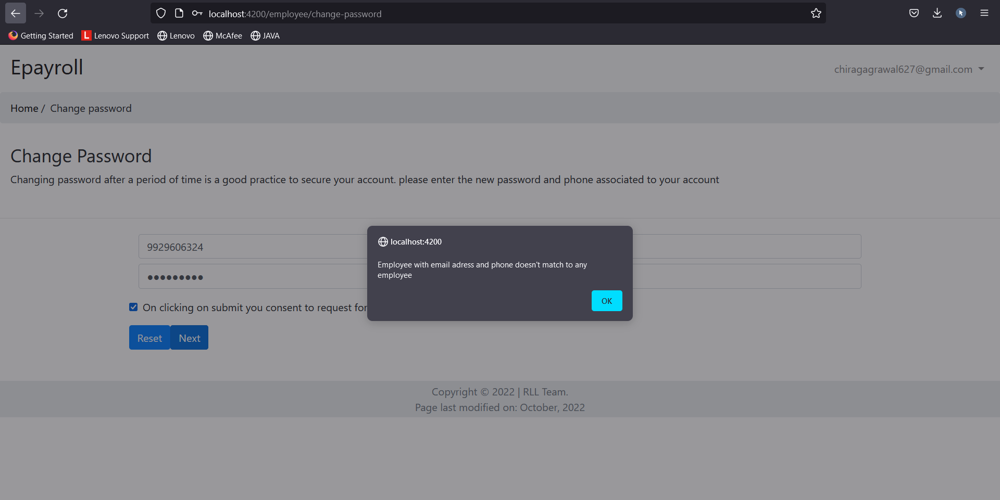 localhost:4200/employee/change-password
Getting Started
Lenovo Support
Lenovo
McAfee
JAVA
Epayroll
chiragagrawal627@gmail.com
Home / Change password
Change Password
Changing password after a period of time is a good practice to secure your account. please enter the new password and phone associated to your account
localhost:4200
9929606324
Employee with email adress and phone doesn't match to any
employee
●●●●●●●●●
OK
On clicking on submit you consent to request for
Reset
Next
Copyright © 2022 | RLL Team.
Page last modified on: October, 2022